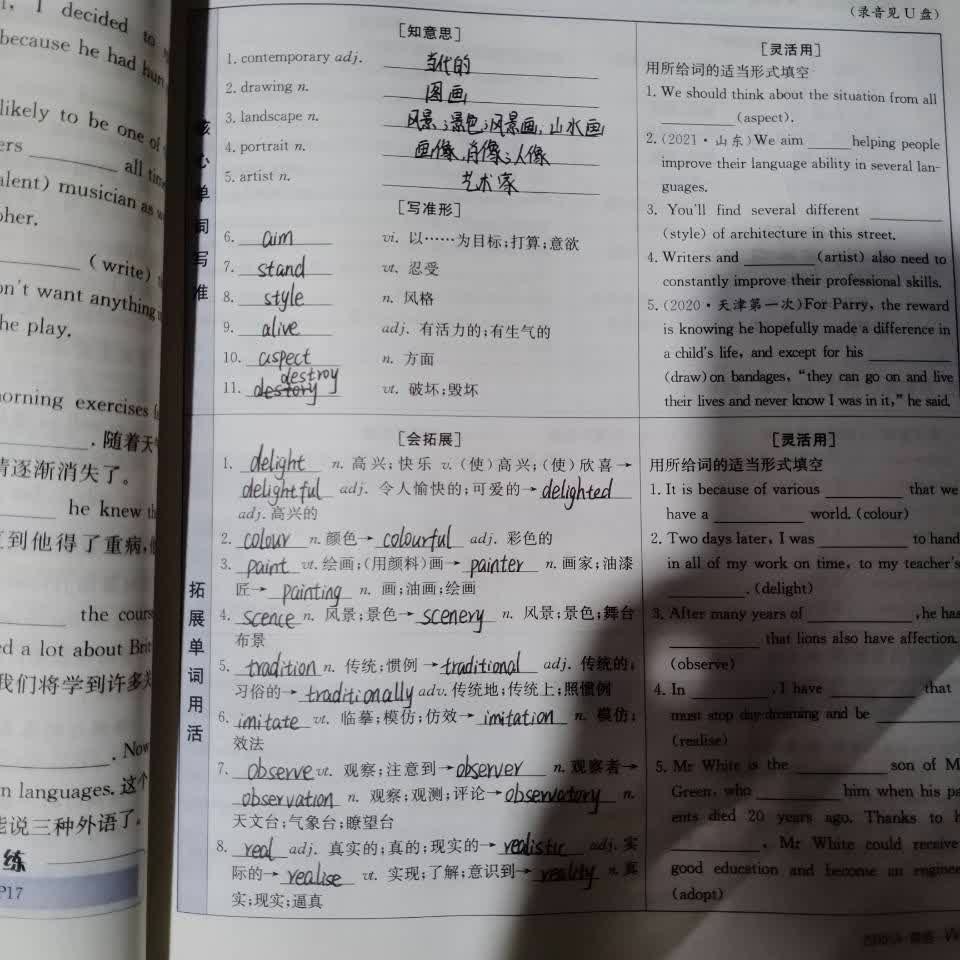 I decided to
because he had
likely to be one of
ers ________ all time
alent) musician as
pher.
________ (write)
on't want anything
he play.
orning exercises
________. 随着天
情逐渐消失了。
________ he knew
直到他得了重病,
________ the cours
ed a lot about Brit
我们将学到许多
________. Now
n languages. 这个
能说三种外语了。
练
P17
(录音见 U 盘)
核心单词写准
[知意思]
1. contemporary adj. 当代的
2. drawing n. 图画
3. landscape n. 风景;景色;风景画,山水画
4. portrait n. 画像,肖像;人像
5. artist n. 艺术家
[写准形]
6. aim vi. 以……为目标;打算;意欲
7. stand vt. 忍受
8. style n. 风格
9. alive adj. 有活力的;有生气的
10. aspect n. 方面
destroy
11. destory vt. 破坏;毁坏
[灵活用]
用所给词的适当形式填空
1. We should think about the situation from all
________ (aspect).
2. (2021·山东)We aim ____ helping people
improve their language ability in several lan-
guages.
3. You'll find several different ________
(style) of architecture in this street.
4. Writers and ________ (artist) also need to
constantly improve their professional skills.
5. (2020·天津第一次)For Parry, the reward
is knowing he hopefully made a difference in
a child's life, and except for his ________
(draw) on bandages, “they can go on and live
their lives and never know I was in it,” he said.
拓展单词用活
[会拓展]
1. delight n. 高兴;快乐 v. (使)高兴;(使)欣喜→
delightful adj. 令人愉快的;可爱的→delighted
adj. 高兴的
2. colour n. 颜色→colourful adj. 彩色的
3. paint vt. 绘画;(用颜料)画→painter n. 画家;油漆
匠→painting n. 画;油画;绘画
4. scence n. 风景;景色→scenery n. 风景;景色;舞台
布景
5. tradition n. 传统;惯例→traditional adj. 传统的;
习俗的→traditionally adv. 传统地;传统上;照惯例
6. imitate vt. 临摹;模仿;仿效→imitation n. 模仿;
效法
7. observe vt. 观察;注意到→observer n. 观察者→
observation n. 观察;观测;评论→observatory n.
天文台;气象台;瞭望台
8. real adj. 真实的;真的;现实的→realistic adj. 实
际的→realise vt. 实现;了解;意识到→reality n. 真
实;现实;逼真
[灵活用]
用所给词的适当形式填空
1. It is because of various ________ that we
have a ________ world. (colour)
2. Two days later, I was ________ to hand
in all of my work on time, to my teacher's
________. (delight)
3. After many years of ________, he has
________ that lions also have affection.
(observe)
4. In ________, I have ________ that
must stop day-dreaming and be ________
(realise)
5. Mr White is the ________ son of M
Green, who ________ him when his pa
ents died 20 years ago. Thanks to h
________, Mr White could receive
good education and become an enginee
(adopt)